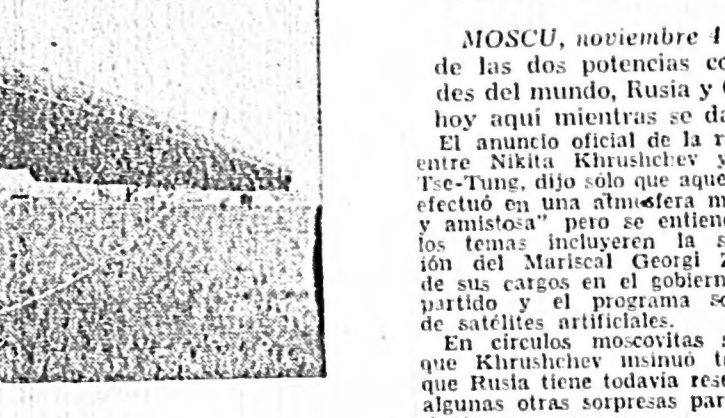 MOSCU, noviembre 4
de las dos potencias co
des del mundo, Rusia y
hoy aquí mientras se da
El anuncio oficial de la r
entre Nikita Khrushchev y
Tse-Tung, dijo sólo que aque
efectuó en una atmósfera m
y amistosa" pero se entien
los temas incluyeren la s
ión del Mariscal Georgi Z
de sus cargos en el gobiern
partido y el programa s
de satélites artificiales.
En círculos moscovitas s
que Khrushchev insinuó t
que Rusia tiene todavía rese
algunas otras sorpresas par